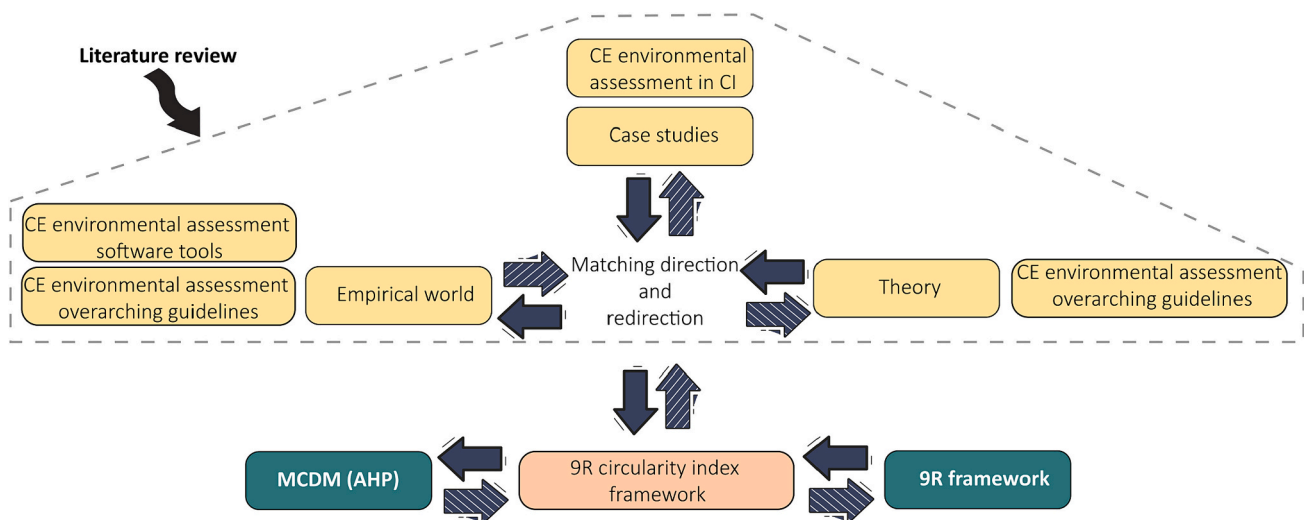 Literature review
CE environmental
assessment in CI
Case studies
CE environmental assessment
software tools
CE environmental assessment
overarching guidelines
Empirical world
Matching direction
and
redirection
Theory
CE environmental assessment
overarching guidelines
MCDM (AHP)
9R circularity index
framework
9R framework